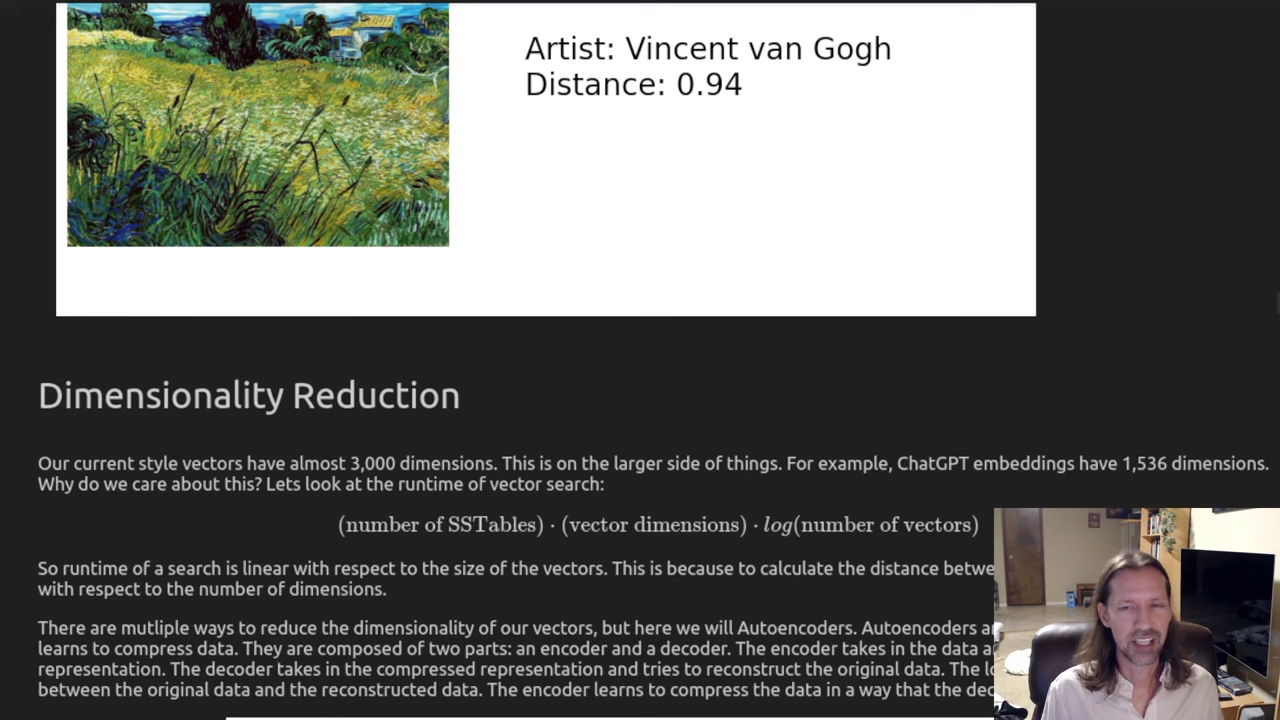 Artist: Vincent van Gogh
Distance: 0.94
Dimensionality Reduction
Our current style vectors have almost 3,000 dimensions. This is on the larger side of things. For example, ChatGPT embeddings have 1,536 dimensions.
Why do we care about this? Lets look at the runtime of vector search:
(number of SSTables) · (vector dimensions) · log(number of vectors)
So runtime of a search is linear with respect to the size of the vectors. This is because to calculate the distance betwe
with respect to the number of dimensions.
There are mutliple ways to reduce the dimensionality of our vectors, but here we will Autoencoders. Autoencoders ar
learns to compress data. They are composed of two parts: an encoder and a decoder. The encoder takes in the data a
representation. The decoder takes in the compressed representation and tries to reconstruct the original data. The lo
between the original data and the reconstructed data. The encoder learns to compress the data in a way that the dec